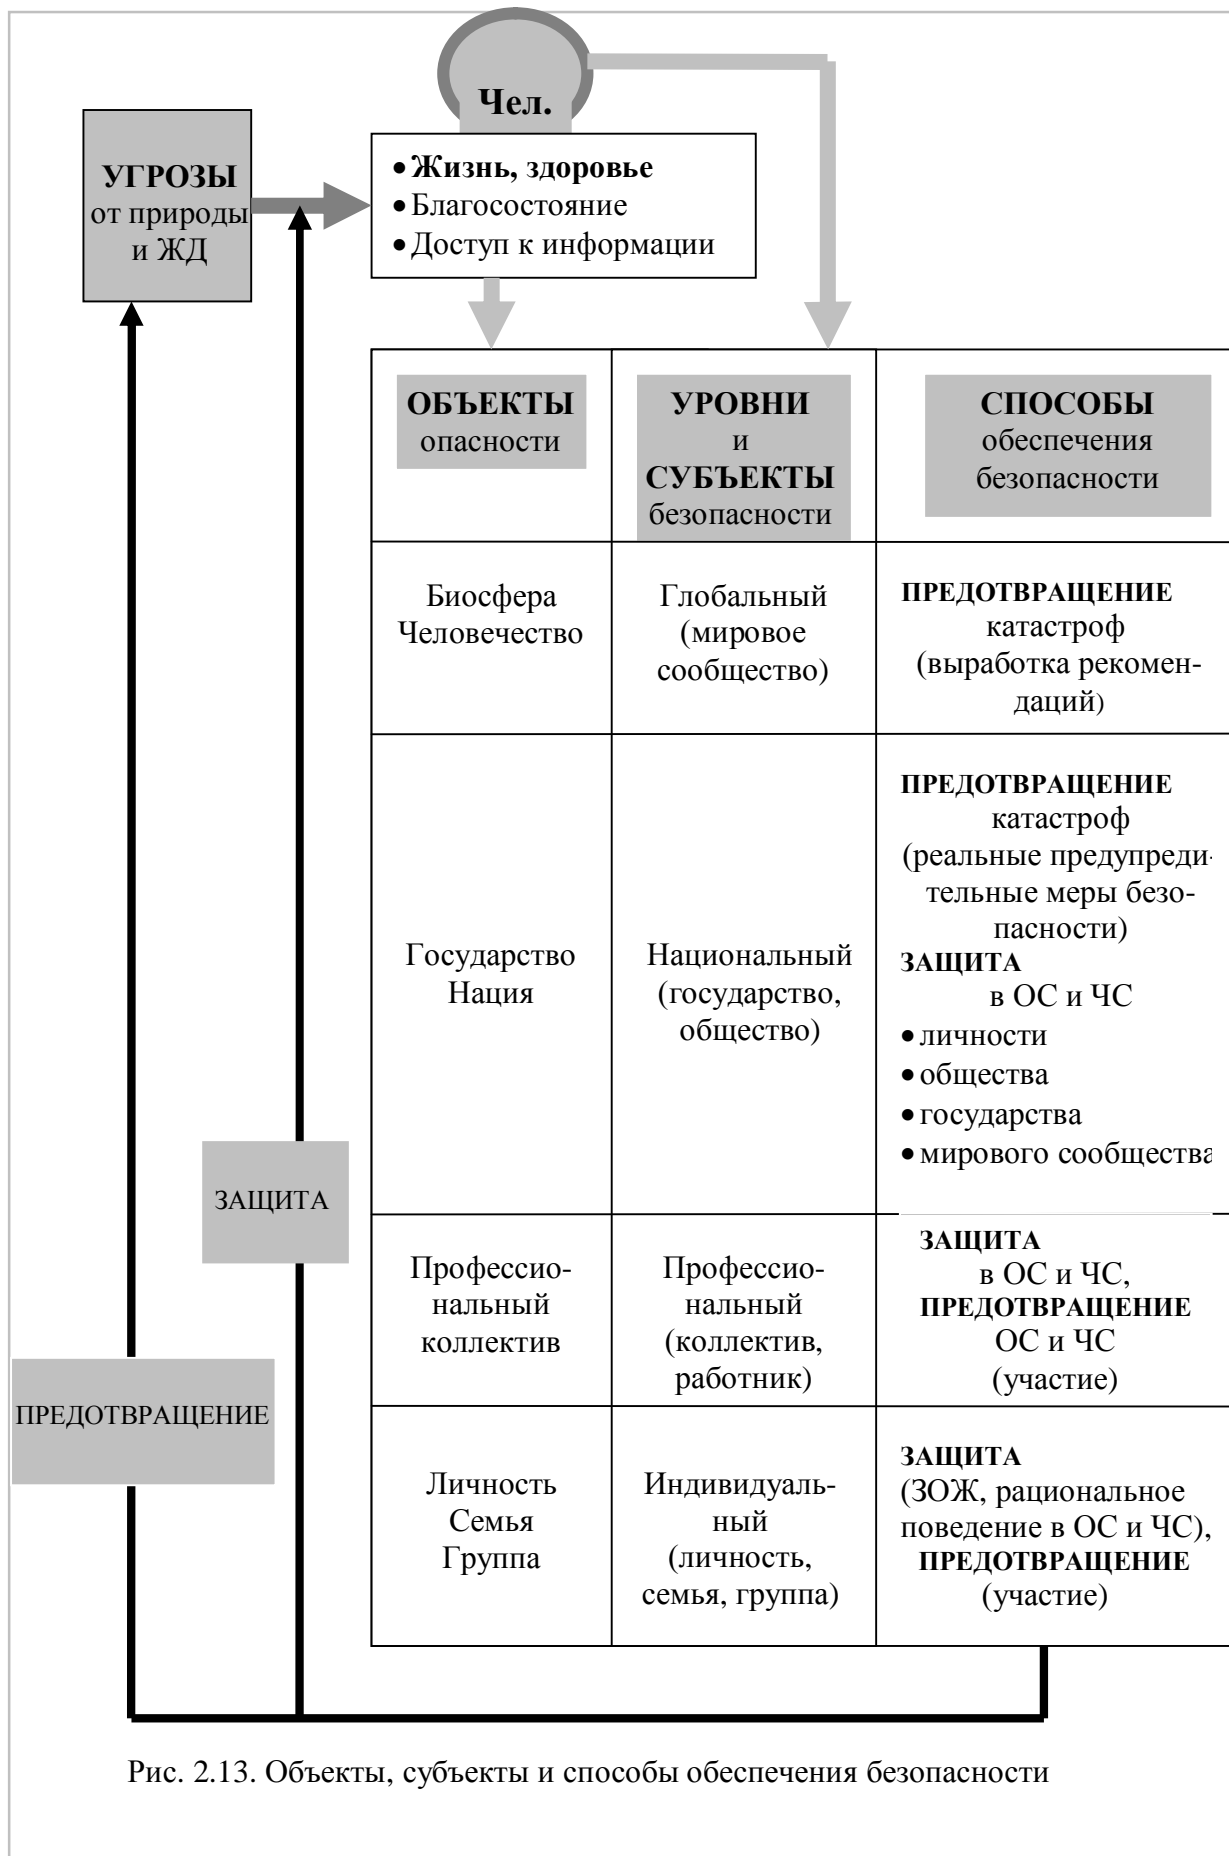 Чел.
УГРОЗЫ
от природы
и ЖД
• Жизнь, здоровье
• Благосостояние
• Доступ к информации
ОБЪЕКТЫ
опасности
УРОВНИ
и
СУБЪЕКТЫ
безопасности
СПОСОБЫ
обеспечения
безопасности
Биосфера
Человечество
Глобальный
(мировое
сообщество)
ПРЕДОТВРАЩЕНИЕ
катастроф
(выработка рекомен-
даций)
Государство
Нация
Национальный
(государство,
общество)
ПРЕДОТВРАЩЕНИЕ
катастроф
(реальные предупреди-
тельные меры безо-
пасности)
ЗАЩИТА
в ОС и ЧС
• личности
• общества
• государства
• мирового сообщества
ЗАЩИТА
Профессио-
нальный
коллектив
Профессио-
нальный
(коллектив,
работник)
ЗАЩИТА
в ОС и ЧС,
ПРЕДОТВРАЩЕНИЕ
ОС и ЧС
(участие)
ПРЕДОТВРАЩЕНИЕ
Личность
Семья
Группа
Индивидуаль-
ный
(личность,
семья, группа)
ЗАЩИТА
(ЗОЖ, рациональное
поведение в ОС и ЧС),
ПРЕДОТВРАЩЕНИЕ
(участие)
Рис. 2.13. Объекты, субъекты и способы обеспечения безопасности